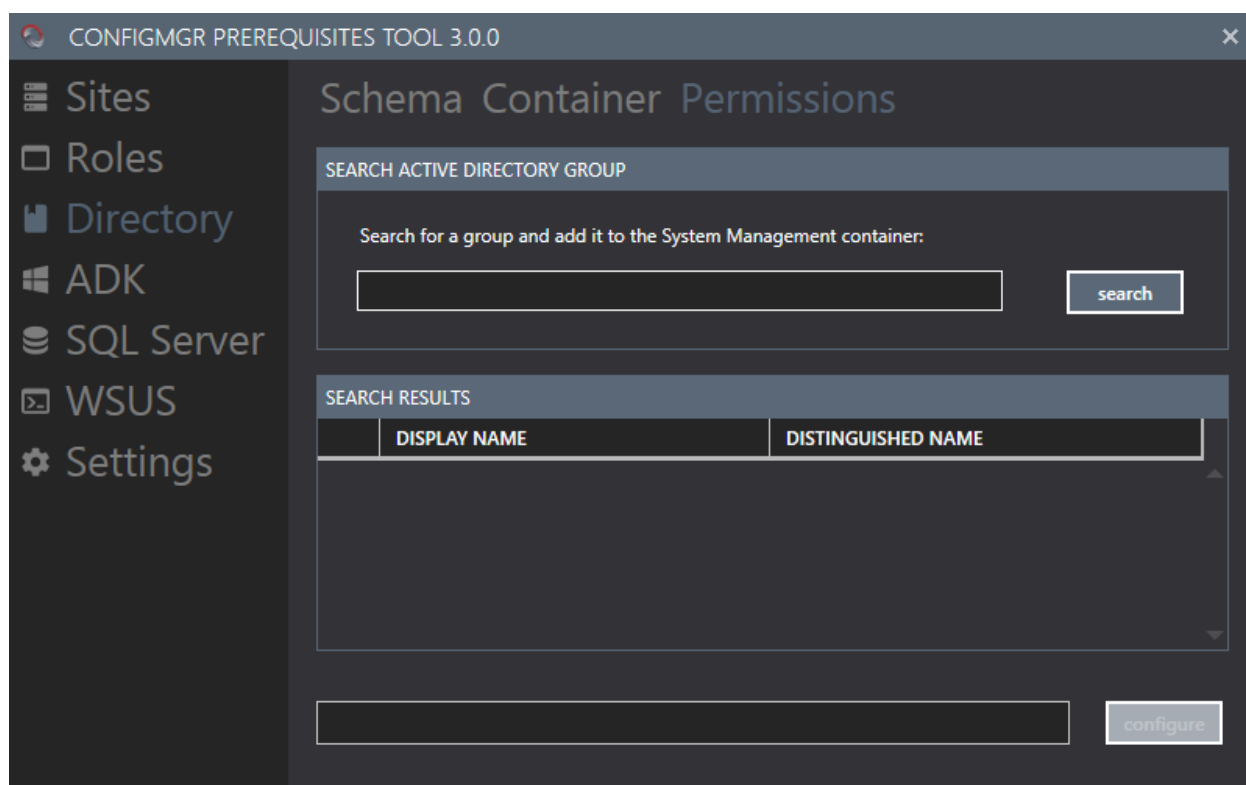 CONFIGMGR PREREQUISITES TOOL 3.0.0
Sites
Roles
Directory
ADK
SQL Server
WSUS
Settings
Schema Container Permissions
SEARCH ACTIVE DIRECTORY GROUP
Search for a group and add it to the System Management container:
search
SEARCH RESULTS
DISPLAY NAME DISTINGUISHED NAME
configure